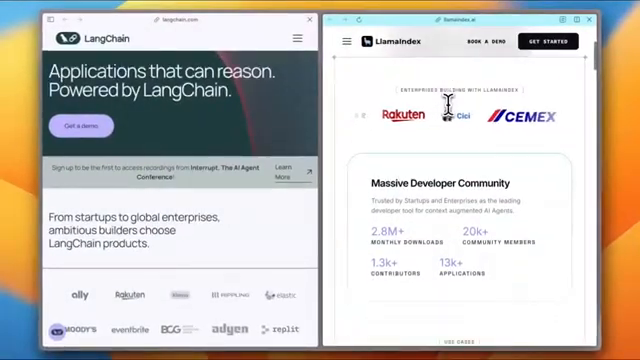 langchain.com
LangChain
Applications that can reason.
Powered by LangChain.
Get a demo
Sign up to be the first to access recordings from Interrupt, The AI Agent
Conference!
Learn
More
From startups to global enterprises,
ambitious builders choose
LangChain products.
ally
Rakuten
RIPPLING
elastic
MOODY'S
eventbrite
BCG
adyen
replit
llamaindex.ai
LlamaIndex
BOOK A DEMO
GET STARTED
ENTERPRISES BUILDING WITH LLAMAINDEX
Rakuten
Cici
CEMEX
Massive Developer Community
Trusted by Startups and Enterprises as the leading
developer tool for context augmented AI Agents.
2.8M+
MONTHLY DOWNLOADS
20k+
COMMUNITY MEMBERS
1.3k+
CONTRIBUTORS
13k+
APPLICATIONS
USE CASES